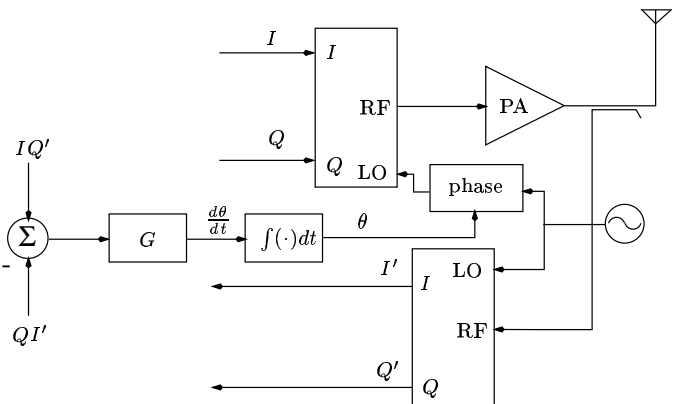 I
I
RF
PA
Q
Q
LO
phase
IQ′
Σ
-
QI′
G
dθ/dt
∫(·)dt
θ
I′
I
LO
RF
Q′
Q